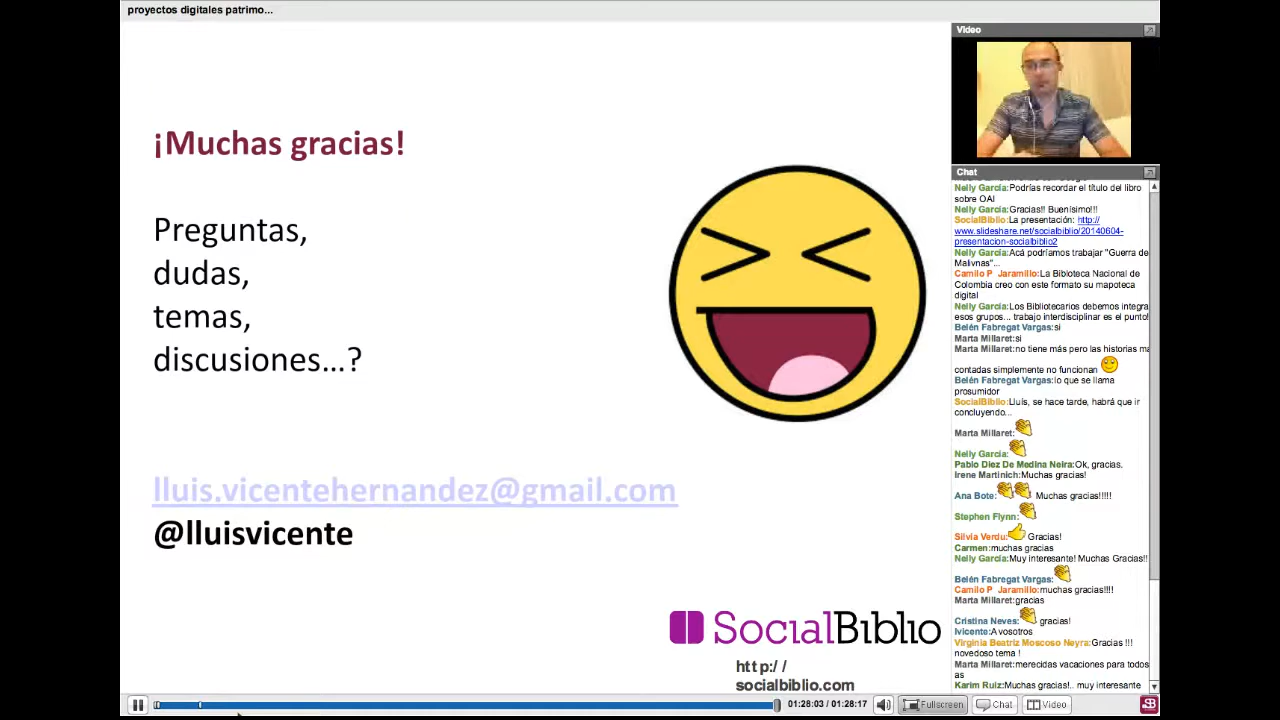 proyectos digitales patrimo...
Video
¡Muchas gracias!
Preguntas,
dudas,
temas,
discusiones...?
lluis.vicentehernandez@gmail.com
@lluisvicente
SocialBiblio
http://
socialbiblio.com
Chat
Nelly García:Podrías recordar el título del libro
sobre OAI
Nelly García:Gracias!! Buenísimo!!!
SocialBiblio:La presentación: http://
www.slideshare.net/socialbiblio/20140604-
presentacion-socialbiblio2
Nelly García:Acá podríamos trabajar "Guerra de
Malivnas"...
Camilo P Jaramillo:La Bibloteca Nacional de
Colombia creo con este formato su mapoteca
digital
Nelly García:Los Bibliotecarios debemos integra
esos grupos... trabajo interdisciplinar es el punto!
Belén Fabregat Vargas:si
Marta Millaret:si
Marta Millaret:no tiene más pero las historias ma
contadas simplemente no funcionan
Belén Fabregat Vargas:lo que se llama
prosumidor
SocialBiblio:Lluís, se hace tarde, habrá que ir
concluyendo...
Marta Millaret:
Nelly García:
Pablo Díez De Medina Neira:Ok, gracias.
Irene Martinich:Muchas gracias!
Ana Bote: Muchas gracias!!!!!
Stephen Flynn:
Silvia Verdu: Gracias!
Carmen:muchas gracias
Nelly García:Muy interesante! Muchas Gracias!!
Belén Fabregat Vargas:
Camilo P Jaramillo:muchas gracias!!!!
Marta Millaret:gracias
Cristina Neves: gracias!
lvicente:A vosotros
Virginia Beatriz Moscoso Neyra:Gracias !!!
novedoso tema !
Marta Millaret:merecidas vacaciones para todos
as
Karim Ruiz:Muchas gracias!.. muy interesante
01:28:03 / 01:28:17
Fullscreen
Chat
Video
SB